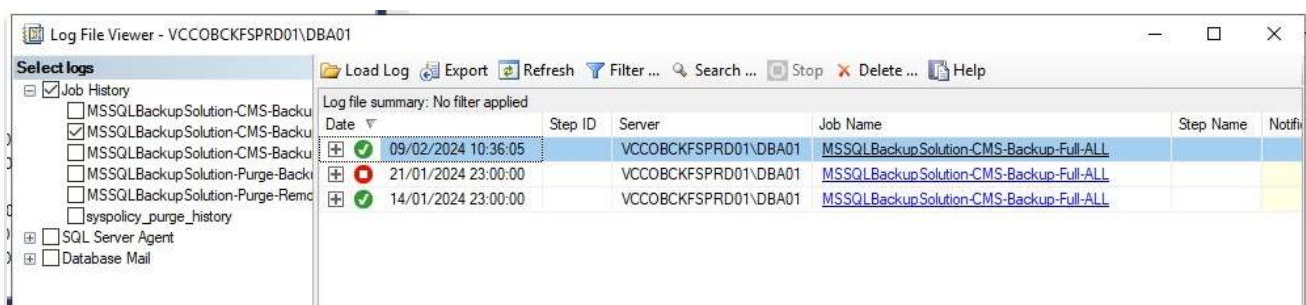 Log File Viewer - VCCOBCKFSPRD01\DBA01
Select logs
Job History
MSSQLBackupSolution-CMS-Backu
MSSQLBackupSolution-CMS-Backu
MSSQLBackupSolution-CMS-Backu
MSSQLBackupSolution-Purge-Backu
MSSQLBackupSolution-Purge-Remo
syspolicy_purge_history
SQL Server Agent
Database Mail
Load Log Export Refresh Filter ... Search ... Stop Delete ... Help
Log file summary: No filter applied
Date Step ID Server Job Name Step Name Notifi
09/02/2024 10:36:05 VCCOBCKFSPRD01\DBA01 MSSQLBackupSolution-CMS-Backup-Full-ALL
21/01/2024 23:00:00 VCCOBCKFSPRD01\DBA01 MSSQLBackupSolution-CMS-Backup-Full-ALL
14/01/2024 23:00:00 VCCOBCKFSPRD01\DBA01 MSSQLBackupSolution-CMS-Backup-Full-ALL